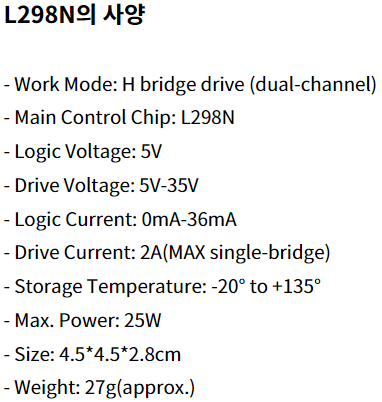 L298N의 사양
- Work Mode: H bridge drive (dual-channel)
- Main Control Chip: L298N
- Logic Voltage: 5V
- Drive Voltage: 5V-35V
- Logic Current: 0mA-36mA
- Drive Current: 2A(MAX single-bridge)
- Storage Temperature: -20° to +135°
- Max. Power: 25W
- Size: 4.5*4.5*2.8cm
- Weight: 27g(approx.)